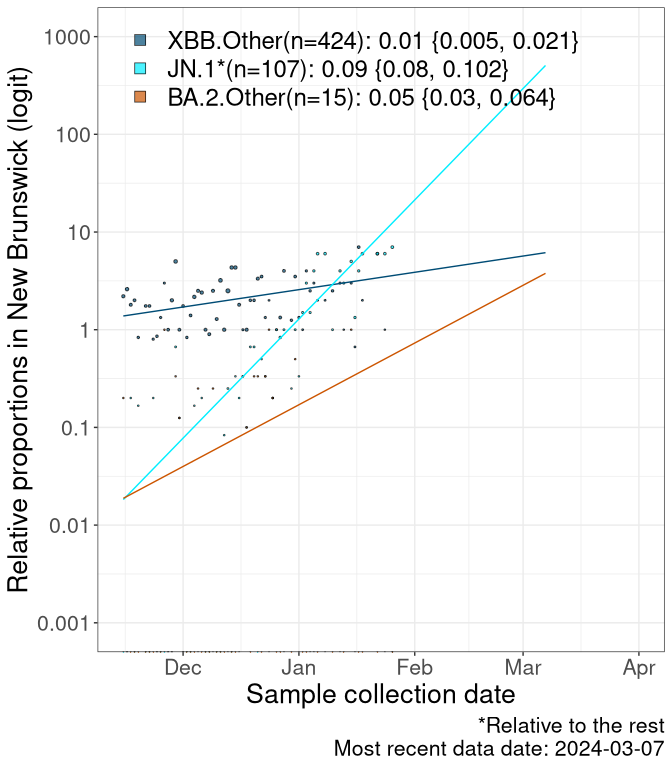 Relative proportions in New Brunswick (logit)
1000
100
10
1
0.1
0.01
0.001
XBB.Other(n=424): 0.01 {0.005, 0.021}
JN.1*(n=107): 0.09 {0.08, 0.102}
BA.2.Other(n=15): 0.05 {0.03, 0.064}
Dec Jan Feb Mar Apr
Sample collection date
*Relative to the rest
Most recent data date: 2024-03-07